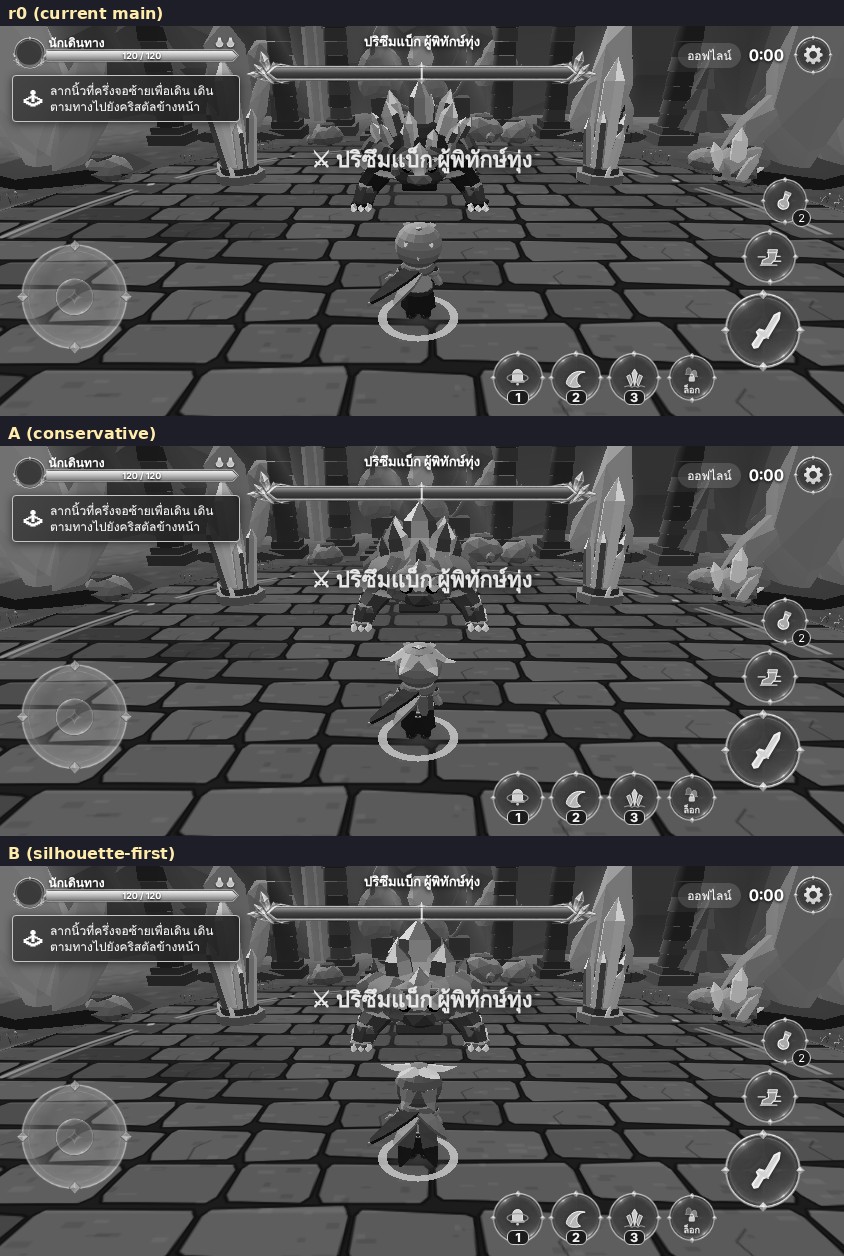 r0 (current main)
นักเดินทาง
120 / 120
ปริซึมแบ็ก ผู้พิทักษ์ทุ่ง
ออฟไลน์ 0:00
ลากนิ้วที่ครึ่งจอซ้ายเพื่อเดิน เดิน
ตามทางไปยังคริสตัลข้างหน้า
⚔ ปริซึมแบ็ก ผู้พิทักษ์ทุ่ง
2
1 2 3 ล็อก
A (conservative)
นักเดินทาง
120 / 120
ปริซึมแบ็ก ผู้พิทักษ์ทุ่ง
ออฟไลน์ 0:00
ลากนิ้วที่ครึ่งจอซ้ายเพื่อเดิน เดิน
ตามทางไปยังคริสตัลข้างหน้า
⚔ ปริซึมแบ็ก ผู้พิทักษ์ทุ่ง
2
1 2 3 ล็อก
B (silhouette-first)
นักเดินทาง
120 / 120
ปริซึมแบ็ก ผู้พิทักษ์ทุ่ง
ออฟไลน์ 0:00
ลากนิ้วที่ครึ่งจอซ้ายเพื่อเดิน เดิน
ตามทางไปยังคริสตัลข้างหน้า
⚔ ปริซึมแบ็ก ผู้พิทักษ์ทุ่ง
2
1 2 3 ล็อก